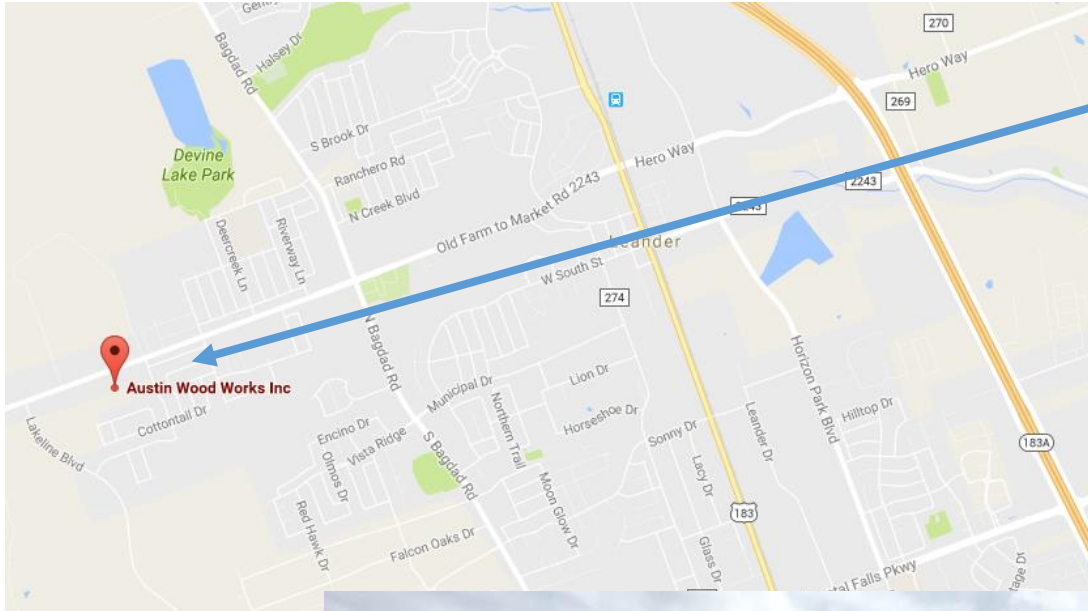 Halsey Dr
Bagdad Rd
270
Hero Way
269
S Brook Dr
Devine
Lake Park
Ranchero Rd
Hero Way
Old Farm to Market Rd 2243
2243
N Creek Blvd
2243
Riverway Ln
Deercreek Ln
Leander
W South St
274
N Bagdad Rd
Austin Wood Works Inc
Horizon Park Blvd
Municipal Dr
Lion Dr
Cottontail Dr
Northern Trail
Horseshoe Dr
Leander Dr
Hilltop Dr
Lakeline Blvd
Encino Dr
Vista Ridge
Olmos Dr
S Bagdad Rd
Sonny Dr
183A
Lacy Dr
Moon Glow Dr
Red Hawk Dr
183
Falcon Oaks Dr
Glass Dr
tal Falls Pkwy